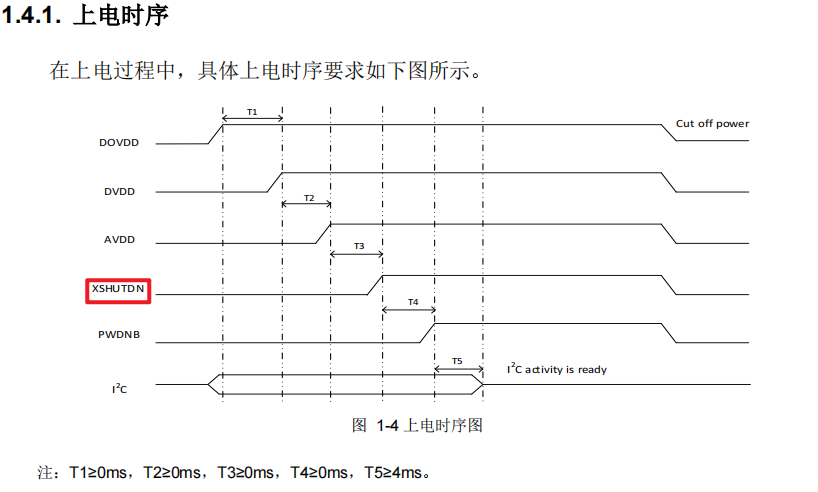 1.4.1. 上电时序
在上电过程中，具体上电时序要求如下图所示。
T1
Cut off power
DOVDD
DVDD
T2
AVDD
T3
XSHUTDN
T4
PWDNB
T5
I²C activity is ready
I²C
图 1-4 上电时序图
注：T1≥0ms，T2≥0ms，T3≥0ms，T4≥0ms，T5≥4ms。